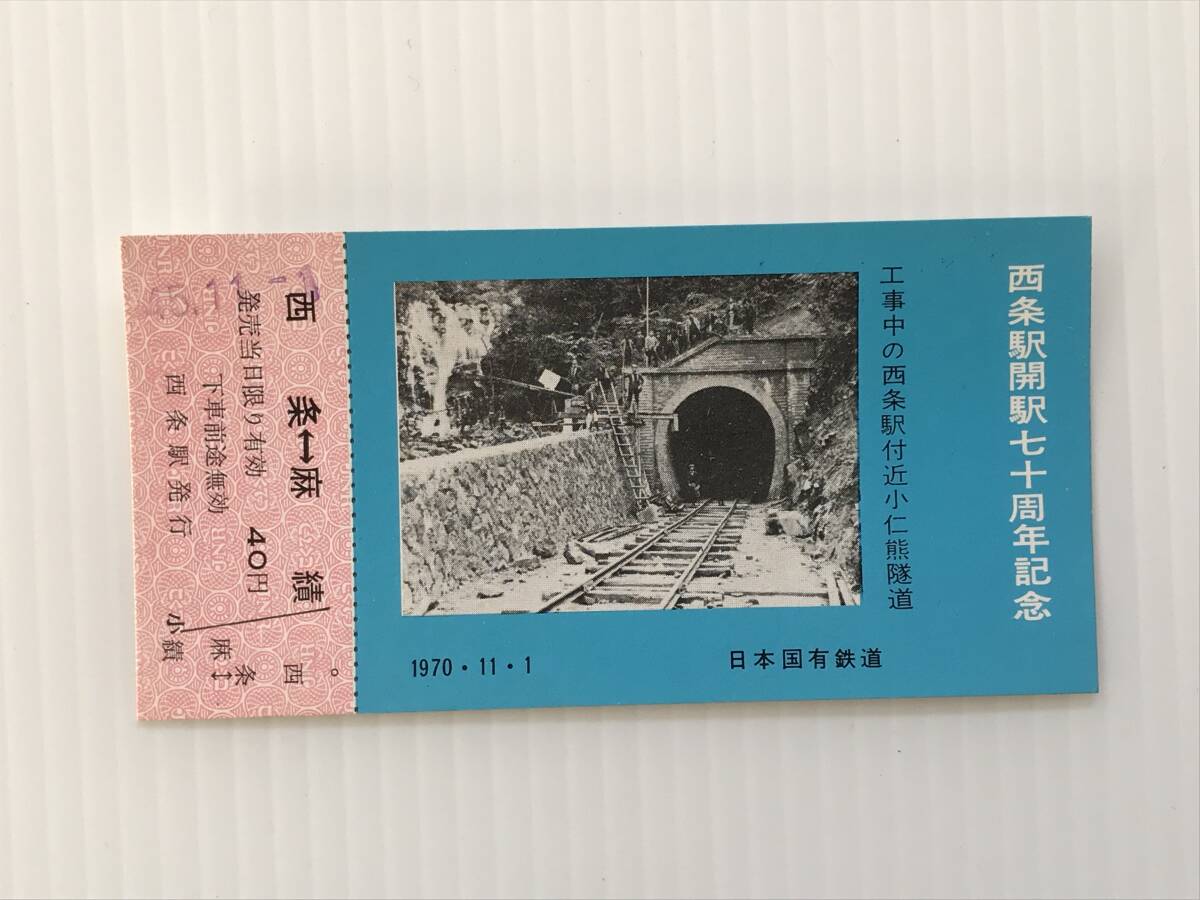 西条駅開駅七十周年記念
工事中の西条駅付近小仁熊隧道
1970・11・1
日本国有鉄道
西条↔麻績
発売当日限り有効 40円
下車前途無効
西条駅発行
西条↕
麻績
小